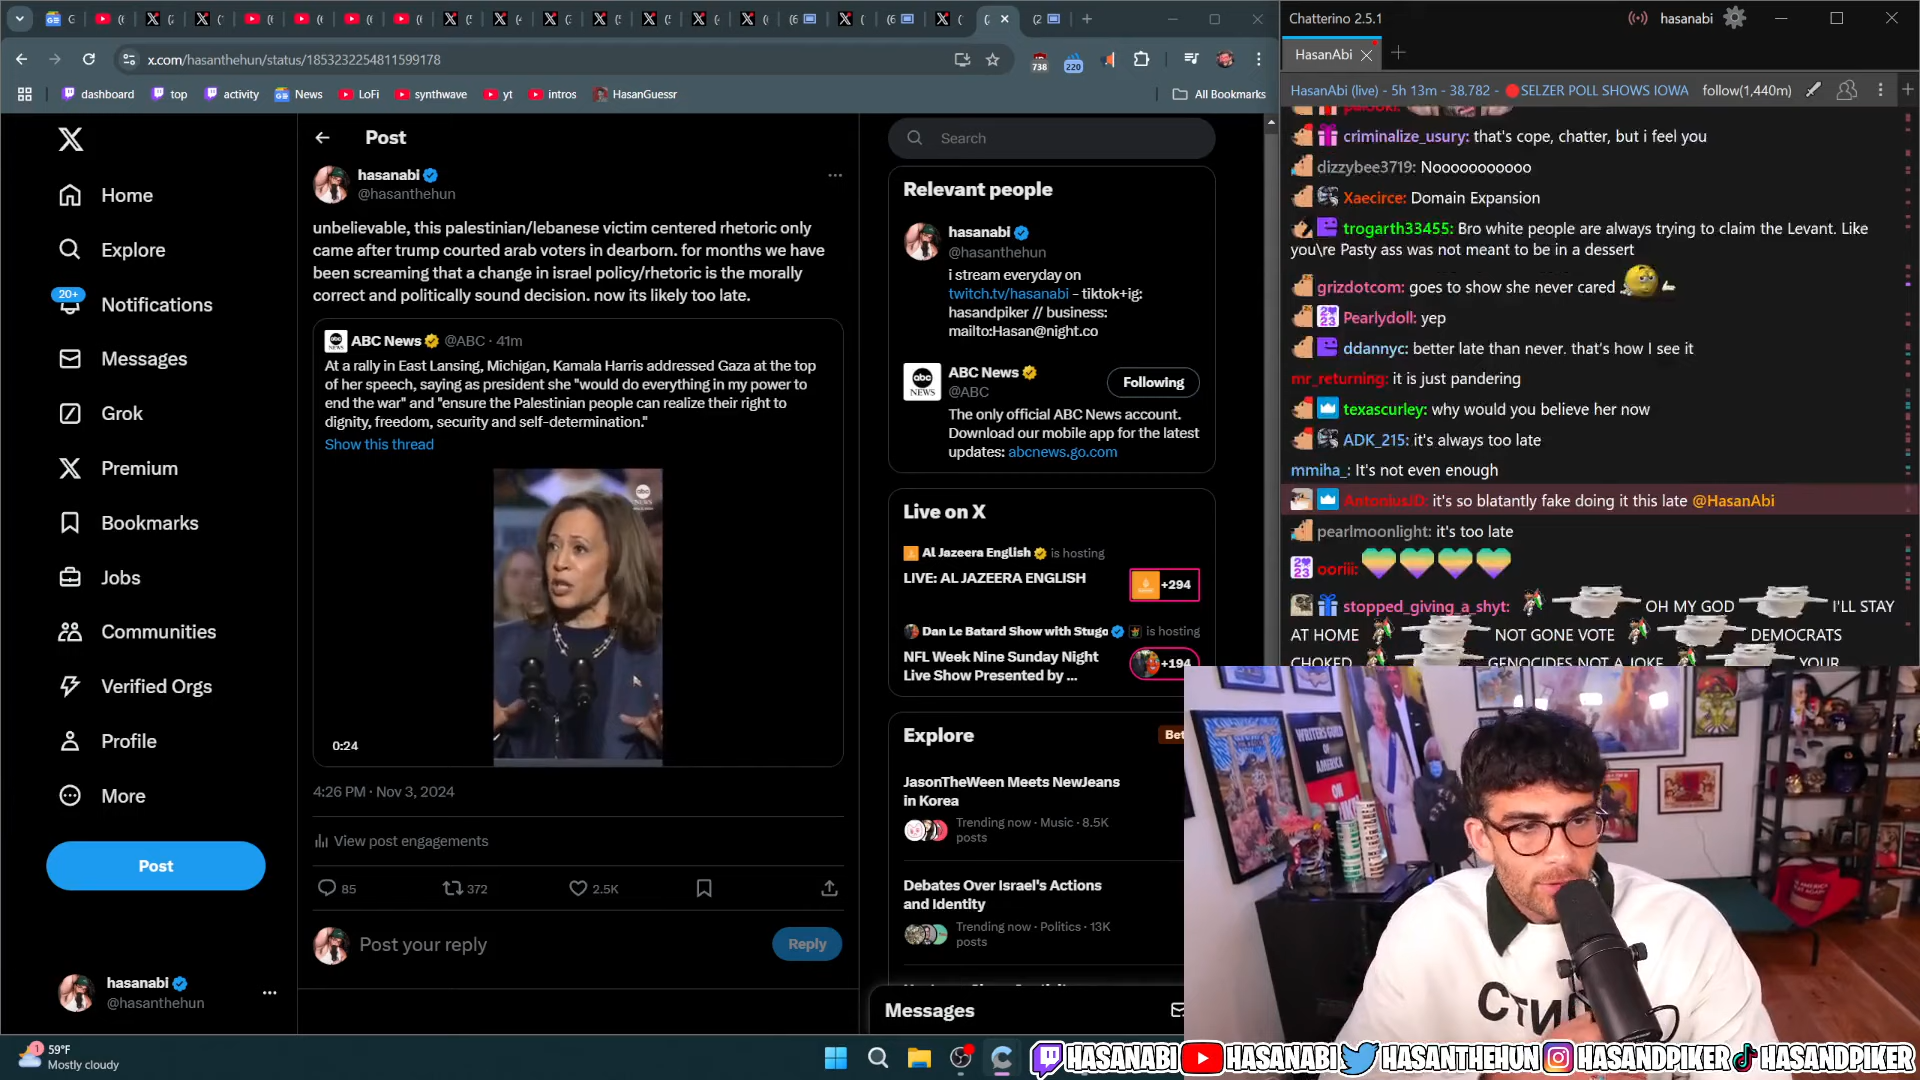 x.com/hasanthehun/status/1853232254811599178
738
220
dashboard
top
activity
News
LoFi
synthwave
yt
intros
HasanGuessr
All Bookmarks
Home
Explore
20+
Notifications
Messages
Grok
Premium
Bookmarks
Jobs
Communities
Verified Orgs
Profile
More
Post
hasanabi
@hasanthehun
Post
hasanabi
@hasanthehun
unbelievable, this palestinian/lebanese victim centered rhetoric only
came after trump courted arab voters in dearborn. for months we have
been screaming that a change in israel policy/rhetoric is the morally
correct and politically sound decision. now its likely too late.
ABC News @ABC · 41m
At a rally in East Lansing, Michigan, Kamala Harris addressed Gaza at the top
of her speech, saying as president she "would do everything in my power to
end the war" and "ensure the Palestinian people can realize their right to
dignity, freedom, security and self-determination."
Show this thread
abc
NEWS
0:24
4:26 PM · Nov 3, 2024
View post engagements
85
372
2.5K
Post your reply
Reply
Search
Relevant people
hasanabi
@hasanthehun
i stream everyday on
twitch.tv/hasanabi - tiktok+ig:
hasandpiker // business:
mailto:Hasan@night.co
ABC News
@ABC
Following
The only official ABC News account.
Download our mobile app for the latest
updates: abcnews.go.com
Live on X
Al Jazeera English is hosting
LIVE: AL JAZEERA ENGLISH
+294
Dan Le Batard Show with Stugo is hosting
NFL Week Nine Sunday Night
Live Show Presented by ...
+194
Explore
Bet
JasonTheWeen Meets NewJeans
in Korea
Trending now · Music · 8.5K
posts
Debates Over Israel's Actions
and Identity
Trending now · Politics · 13K
posts
Messages
Chatterino 2.5.1
hasanabi
HasanAbi
HasanAbi (live) - 5h 13m - 38,782 - SELZER POLL SHOWS IOWA
follow(1,440m)
criminalize_usury: that's cope, chatter, but i feel you
dizzybee3719: Nooooooooooo
Xaecirce: Domain Expansion
trogarth33455: Bro white people are always trying to claim the Levant. Like
you\re Pasty ass was not meant to be in a dessert
grizdotcom: goes to show she never cared
Pearlydoll: yep
ddannyc: better late than never. that's how I see it
mr_returning: it is just pandering
texascurley: why would you believe her now
ADK_215: it's always too late
mmiha_: It's not even enough
AntoniusJD: it's so blatantly fake doing it this late @HasanAbi
pearlmoonlight: it's too late
ooriii:
stopped_giving_a_shyt: OH MY GOD I'LL STAY
AT HOME NOT GONE VOTE DEMOCRATS
CHOKED GENOCIDES NOT A JOKE YOUR
WRITERS GUILD
OF
AMERICA
59°F
Mostly cloudy
HASANABI HASANABI HASANTHEHUN HASANDPIKER HASANDPIKER